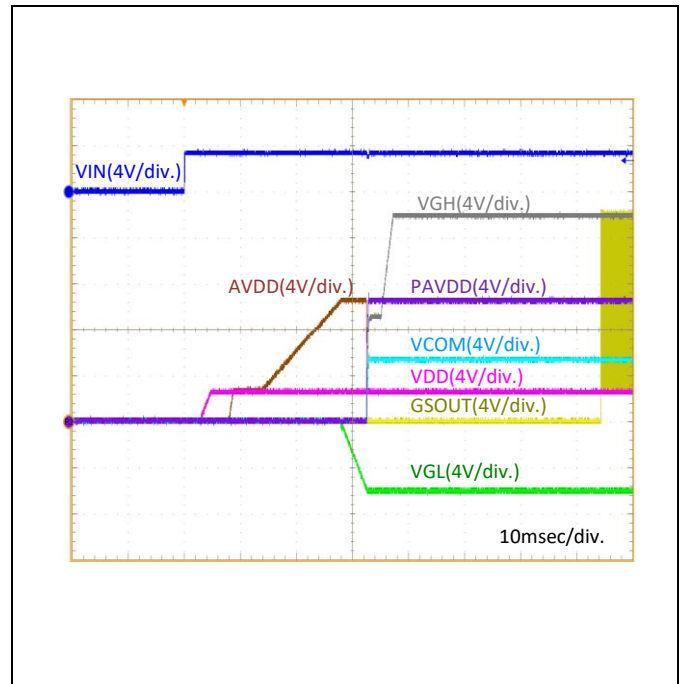 VIN(4V/div.)
VGH(4V/div.)
AVDD(4V/div.)
PAVDD(4V/div.)
VCOM(4V/div.)
VDD(4V/div.)
GSOUT(4V/div.)
VGL(4V/div.)
10msec/div.